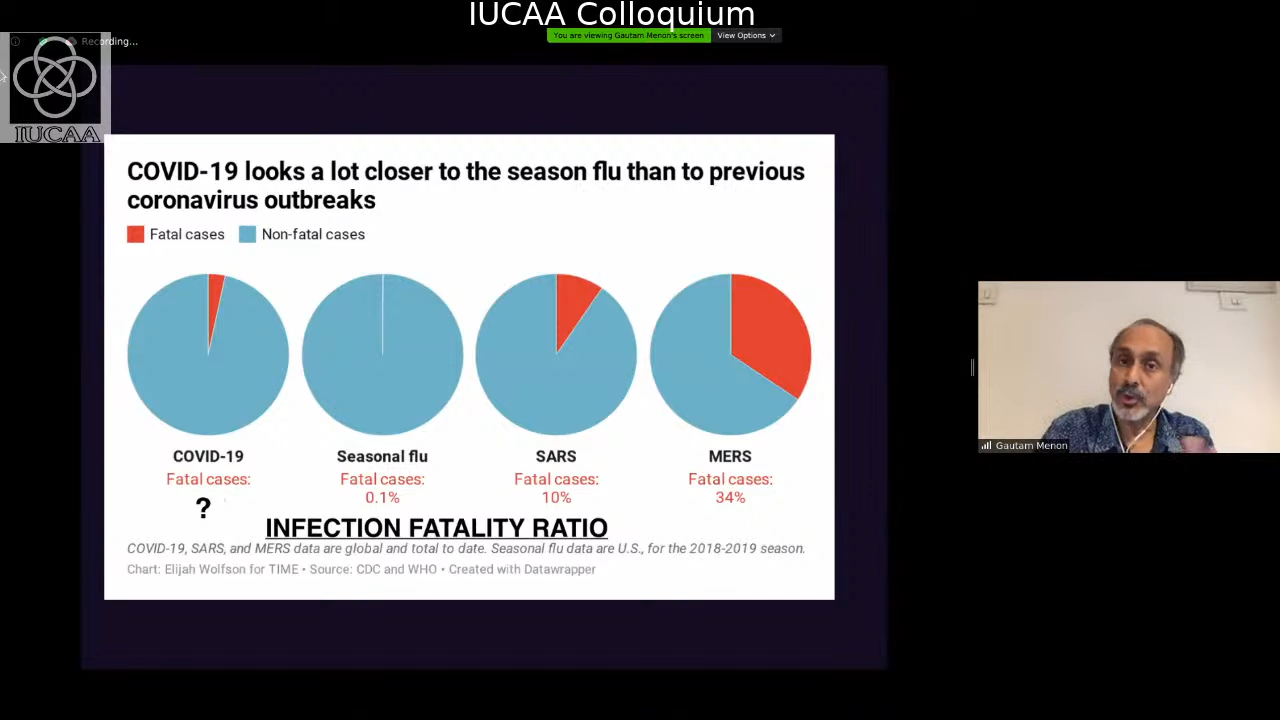 IUCAA Colloquium
You are viewing Gautam Menon's screen View Options
Recording...
IUCAA
COVID-19 looks a lot closer to the season flu than to previous
coronavirus outbreaks
Fatal cases Non-fatal cases
COVID-19 Seasonal flu SARS MERS
Fatal cases: Fatal cases: Fatal cases: Fatal cases:
? 0.1% 10% 34%
INFECTION FATALITY RATIO
COVID-19, SARS, and MERS data are global and total to date. Seasonal flu data are U.S., for the 2018-2019 season.
Chart: Elijah Wolfson for TIME • Source: CDC and WHO • Created with Datawrapper
Gautam Menon